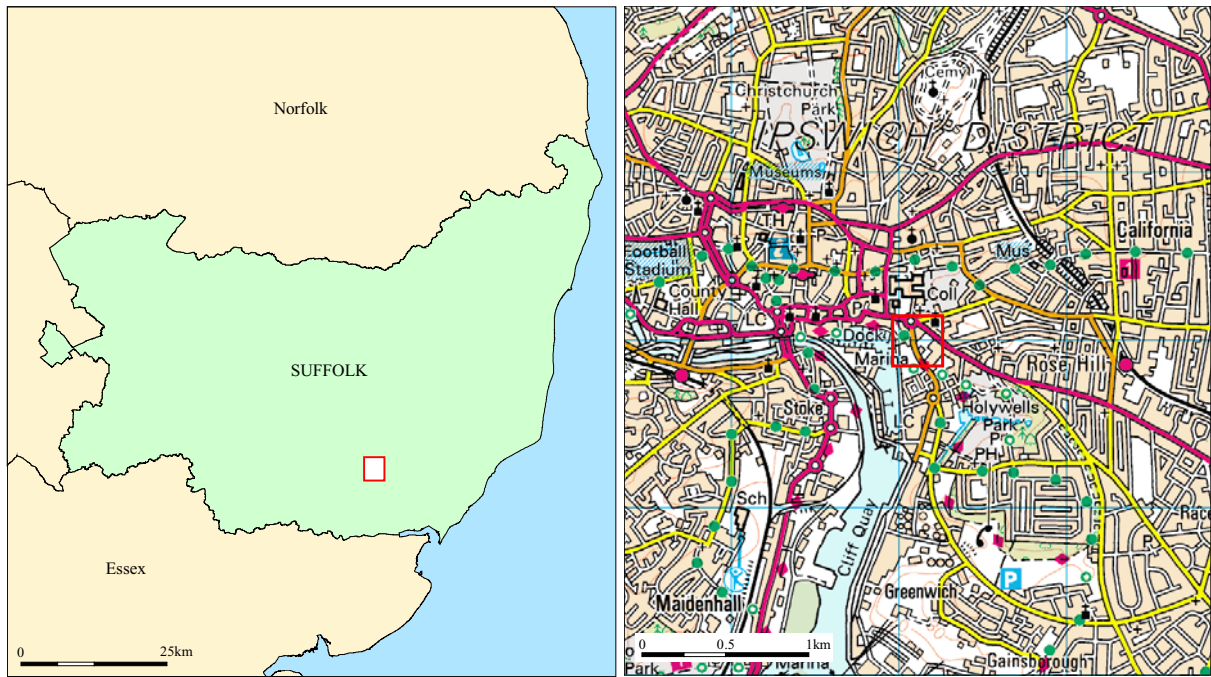 Norfolk
SUFFOLK
Essex
0
25km
Cemy
Christchurch
Park
IPSWICH DISTRICT
Museums
V
TH
California
Football
Stadium
Mus
County
Hall
Coll
LC
Dock
Marina
Rose Hill
Stoke
Holywells
Park
P
LC
PH
Sch
Race
Cliff Quay
P
P
Maidenhall
Greenwich
0
0.5
1km
Park
Marina
Gainsborough